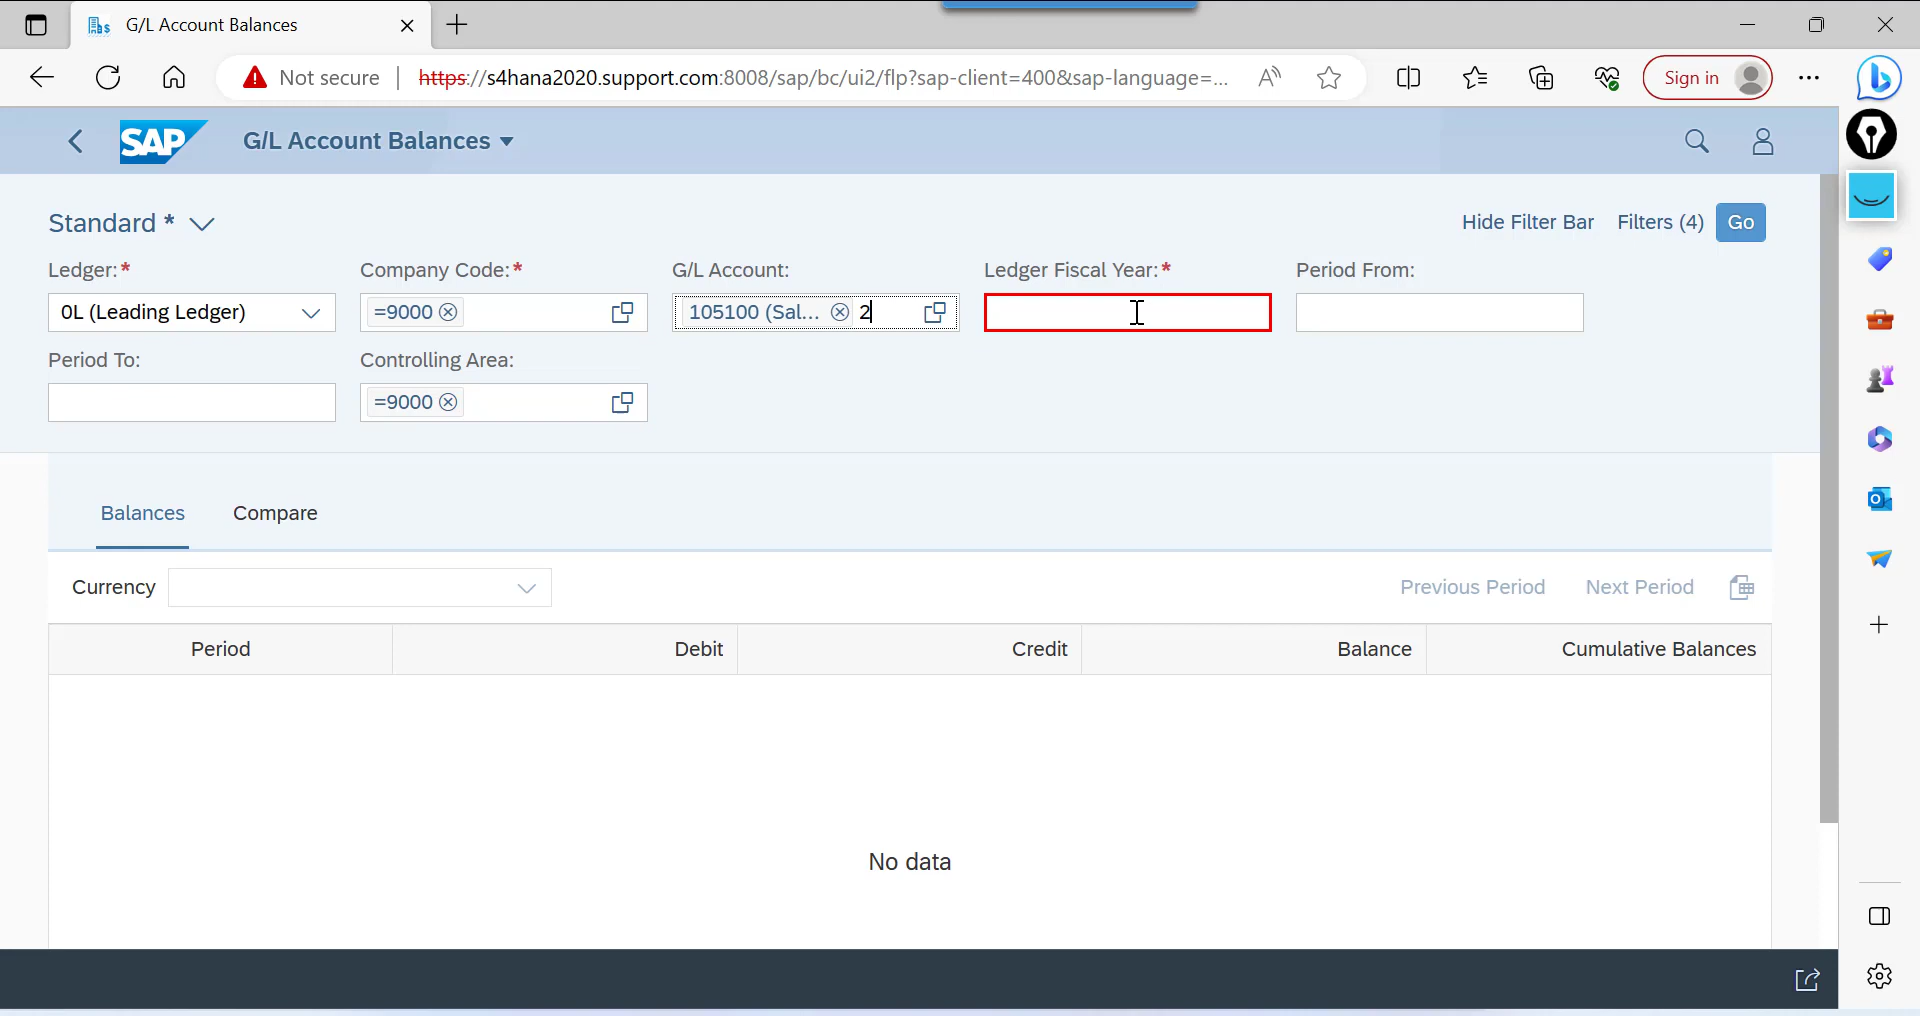 G/L Account Balances
Not secure https://s4hana2020.support.com:8008/sap/bc/ui2/flp?sap-client=400&sap-language=... Sign in
SAP G/L Account Balances
Standard * Hide Filter Bar Filters (4) Go
Ledger:* Company Code:* G/L Account: Ledger Fiscal Year:* Period From:
0L (Leading Ledger) =9000 105100 (Sal... 2
Period To: Controlling Area:
=9000
Balances Compare
Currency Previous Period Next Period
Period Debit Credit Balance Cumulative Balances
No data